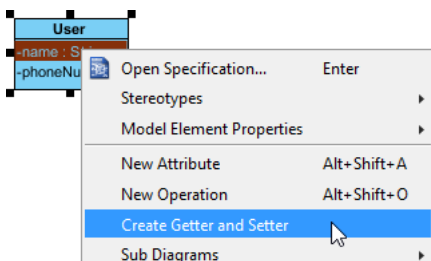 User
-name : S
-phoneNu
Open Specification... Enter
Stereotypes
Model Element Properties
New Attribute Alt+Shift+A
New Operation Alt+Shift+O
Create Getter and Setter
Sub Diagrams